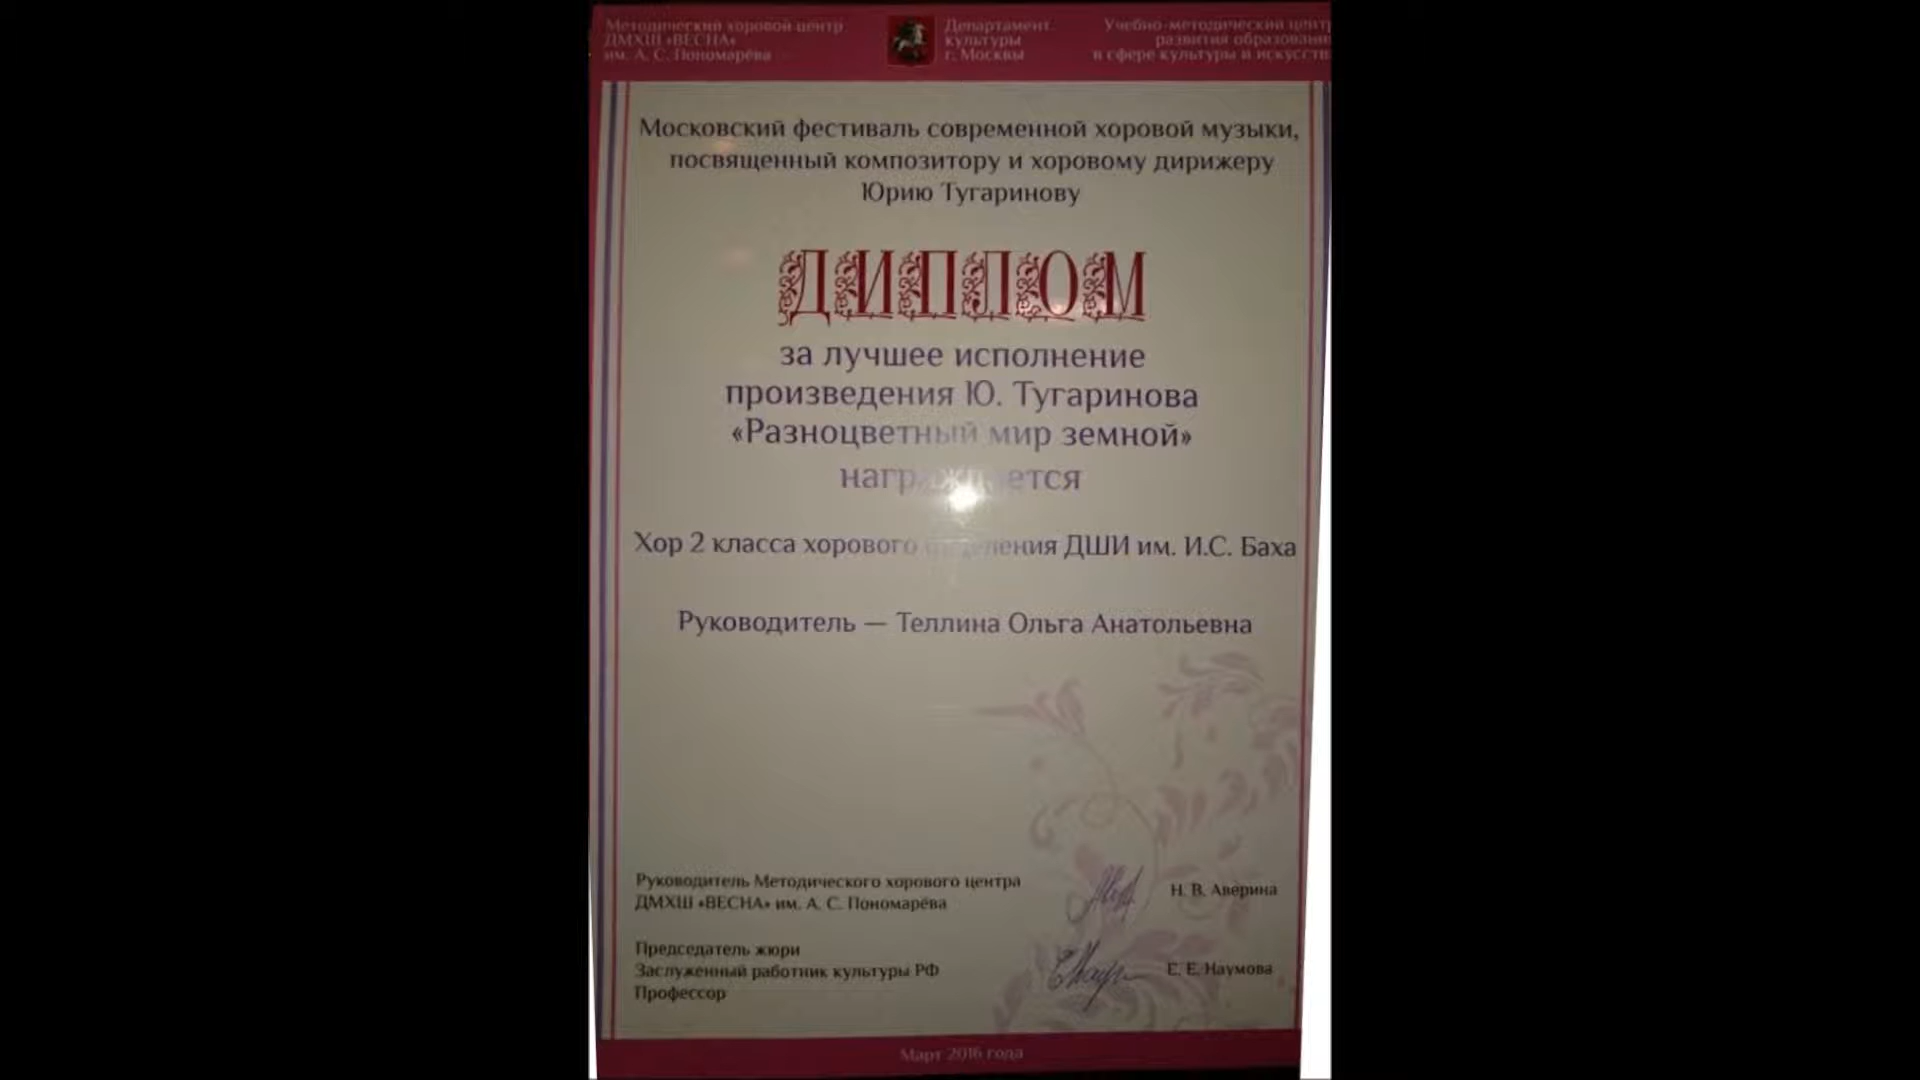 Методический хоровой центр
ДМХШ «ВЕСНА»
им. А. С. Пономарёва
Департамент
культуры
г. Москвы
Учебно-методический центр
развития образования
в сфере культуры и искусства
Московский фестиваль современной хоровой музыки,
посвященный композитору и хоровому дирижеру
Юрию Тугаринову
ДИПЛОМ
за лучшее исполнение
произведения Ю. Тугаринова
«Разноцветный мир земной»
награждается
Хор 2 класса хорового отделения ДШИ им. И.С. Баха
Руководитель — Теллина Ольга Анатольевна
Руководитель Методического хорового центра
ДМХШ «ВЕСНА» им. А. С. Пономарёва
Н. В. Аверина
Председатель жюри
Заслуженный работник культуры РФ
Профессор
Е. Е. Наумова
Март 2016 года